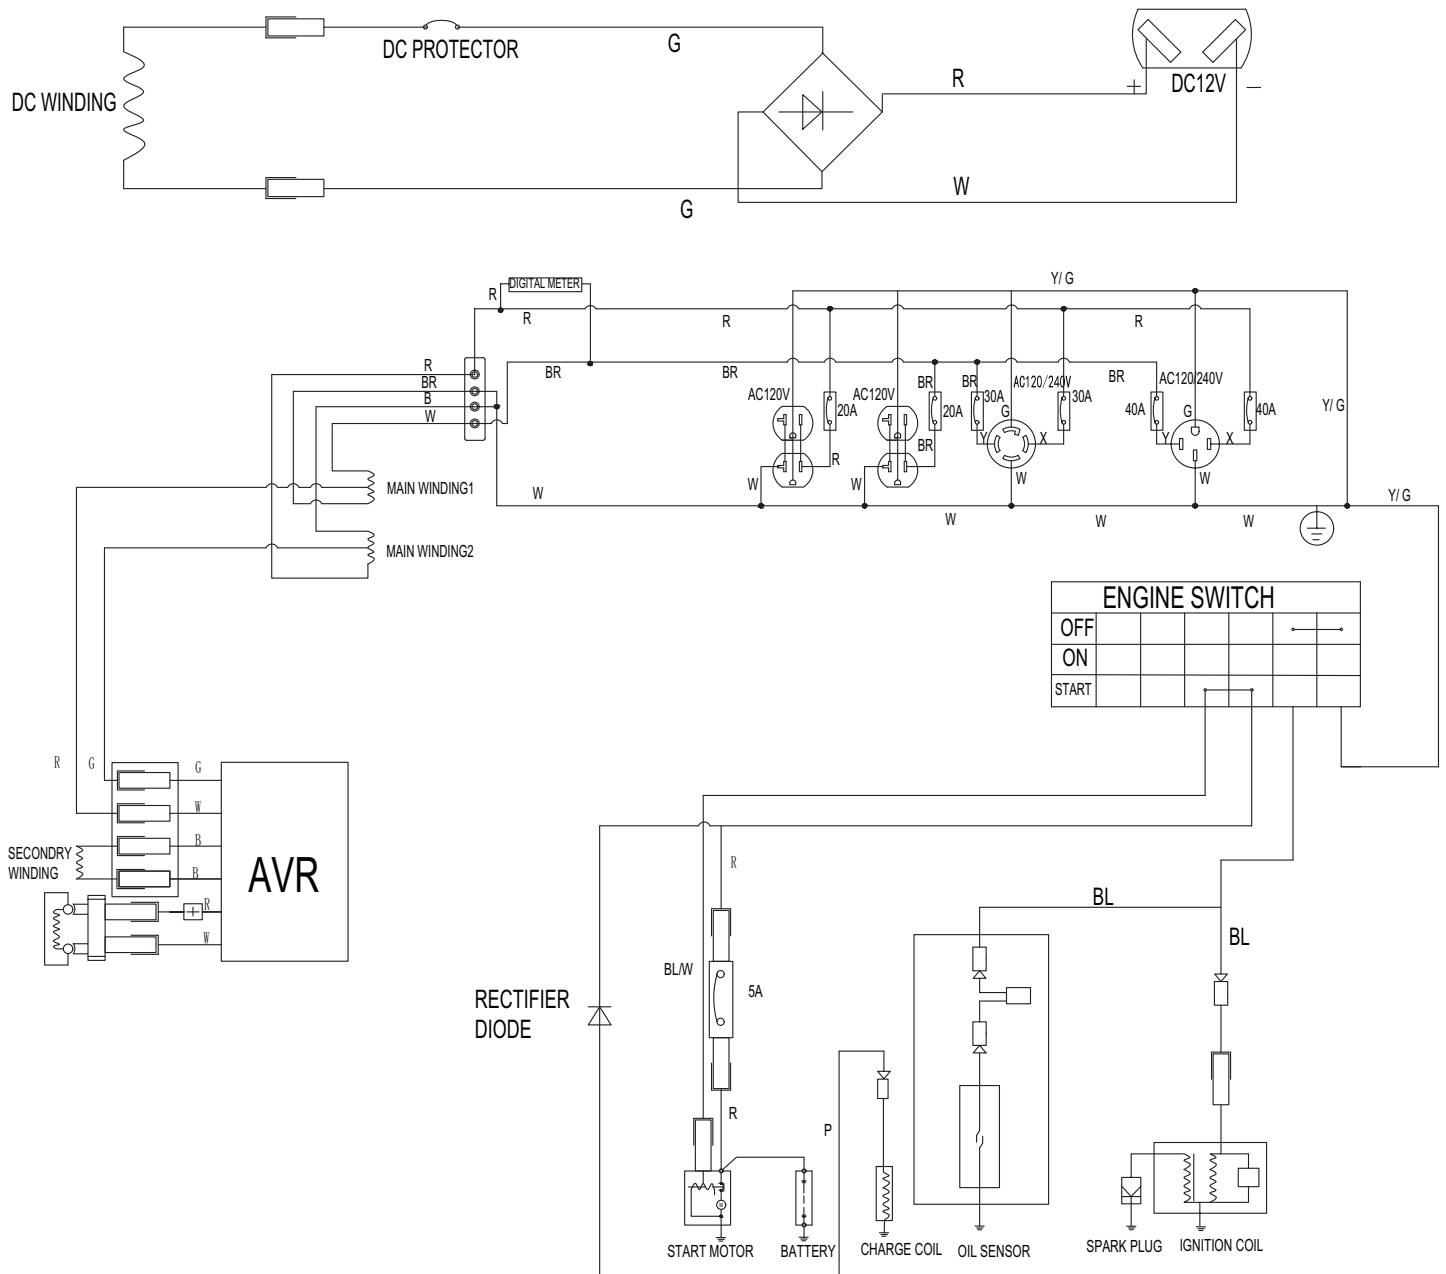 DC PROTECTOR
G
DC WINDING
R
+
DC12V
−
W
G
DIGITAL METER
R
R
R
Y/ G
R
R
BR
B
W
BR
BR
BR
BR
BR
AC120V
20A
AC120V
20A
30A
AC120/240V
30A
AC120/240V
40A
40A
G
G
Y/ G
Y
X
Y
X
BR
R
W
W
W
W
W
W
W
W
Y/ G
MAIN WINDING1
MAIN WINDING2
ENGINE SWITCH
OFF
ON
START
R
G
G
W
B
B
R
W
SECONDRY
WINDING
AVR
R
BL
BL
BL/W
5A
RECTIFIER
DIODE
R
P
M
START MOTOR
BATTERY
CHARGE COIL
OIL SENSOR
SPARK PLUG
IGNITION COIL